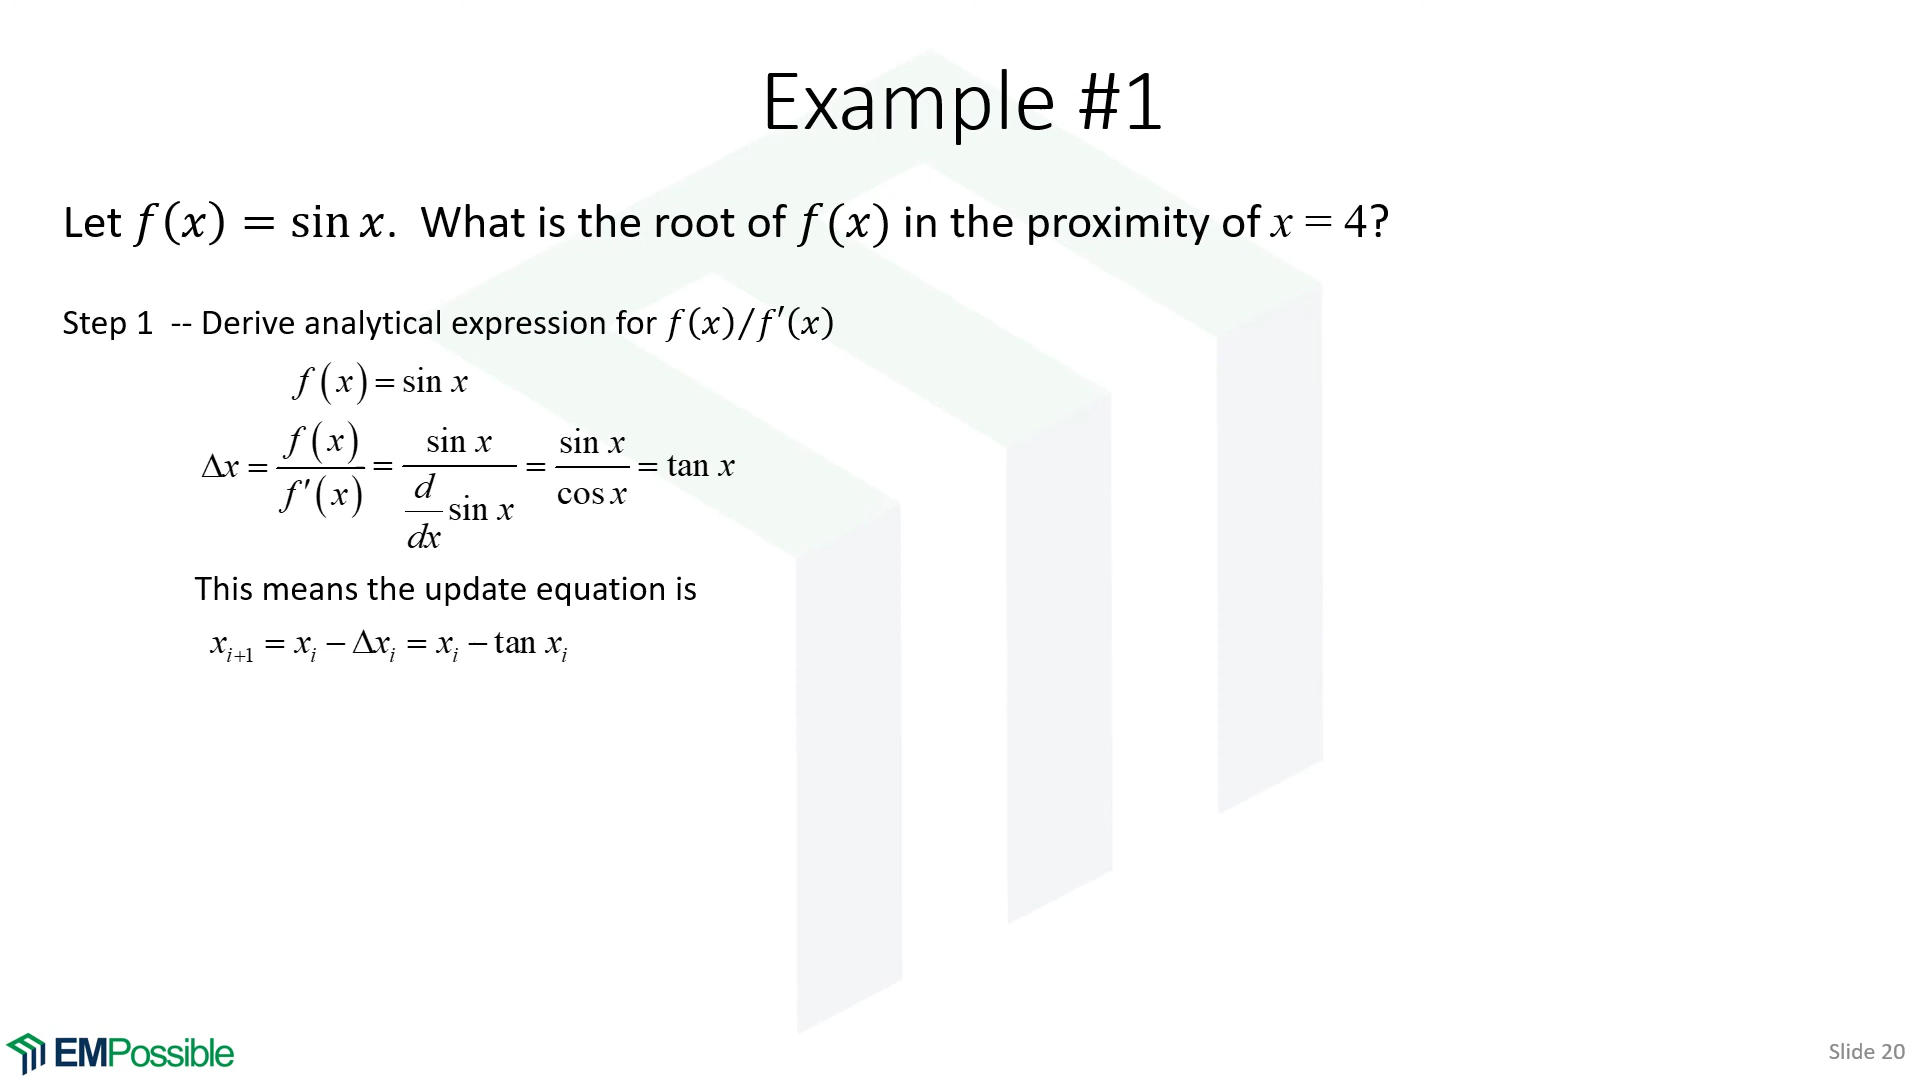 Example #1
Let f(x) = sin x. What is the root of f(x) in the proximity of x = 4?
Step 1 -- Derive analytical expression for f(x)/f′(x)
f(x) = sin x
Δx = f(x)/f′(x) = sin x/(d/dx sin x) = sin x/cos x = tan x
This means the update equation is
x_{i+1} = x_i − Δx_i = x_i − tan x_i
EMPossible
Slide 20